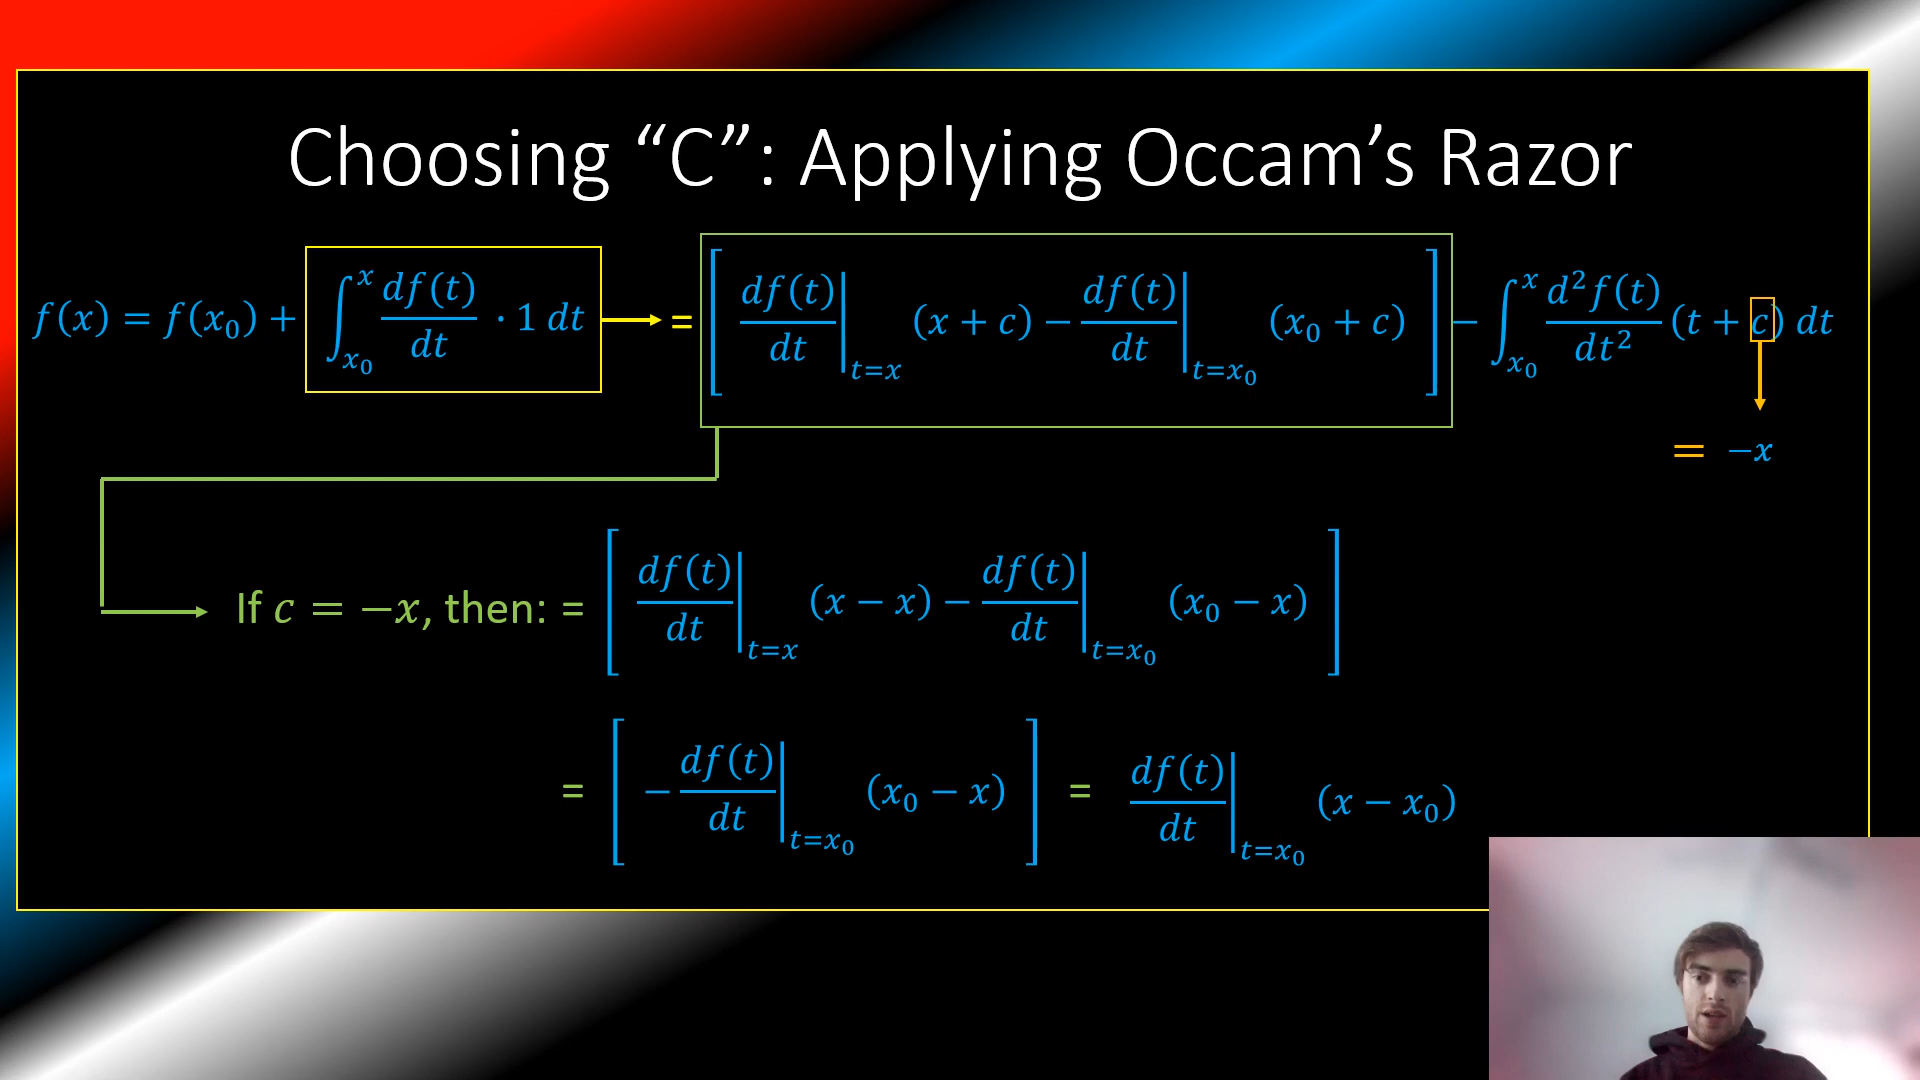 Choosing “C”: Applying Occam’s Razor
f(x) = f(x₀) + ∫_{x₀}^{x} df(t)/dt · 1 dt = [ df(t)/dt |_{t=x} (x + c) − df(t)/dt |_{t=x₀} (x₀ + c) ] − ∫_{x₀}^{x} d²f(t)/dt² (t + c) dt
= −x
If c = −x, then: = [ df(t)/dt |_{t=x} (x − x) − df(t)/dt |_{t=x₀} (x₀ − x) ]
= [ − df(t)/dt |_{t=x₀} (x₀ − x) ] = df(t)/dt |_{t=x₀} (x − x₀)